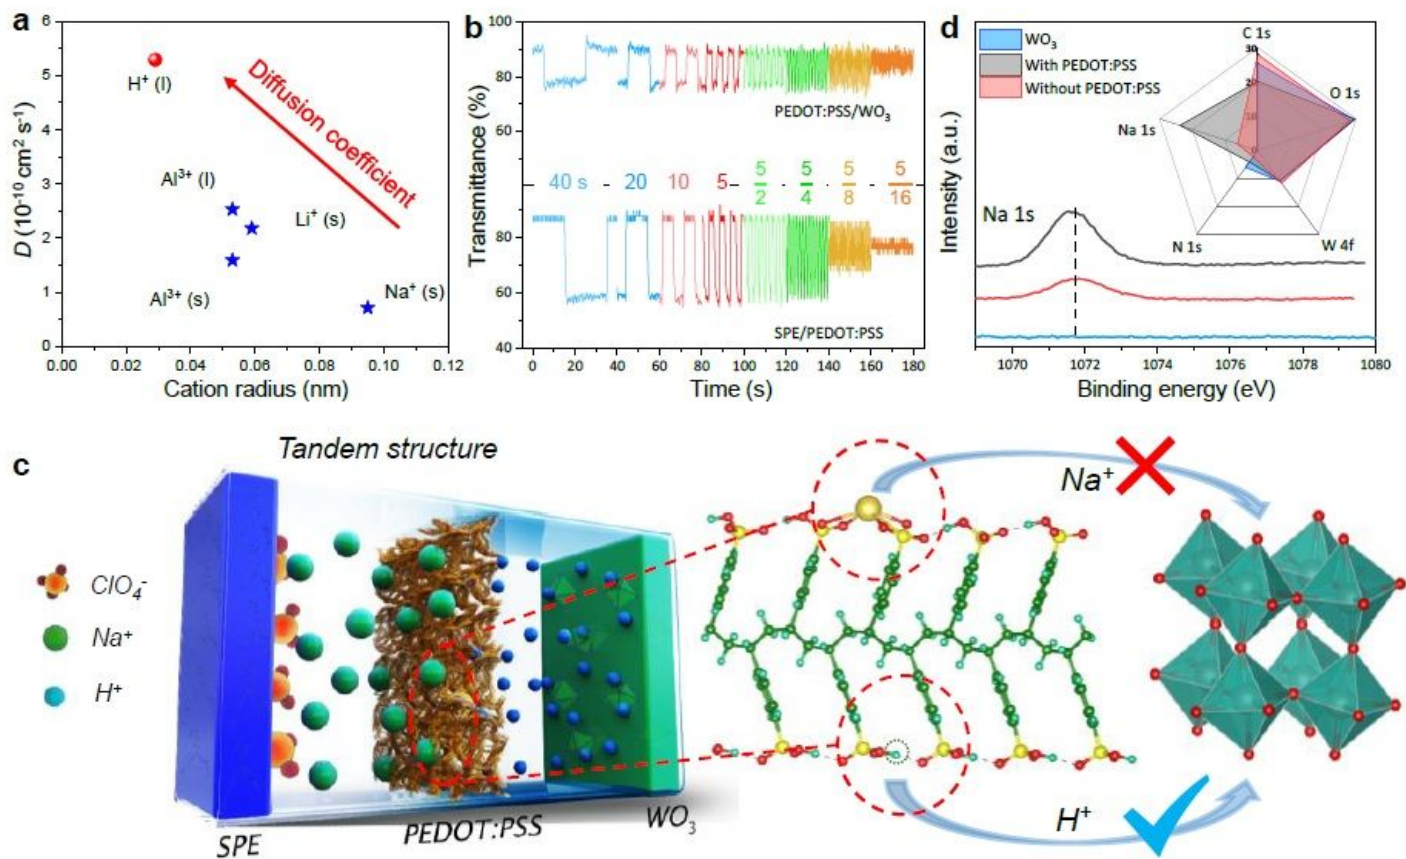 a
6
5
4
3
2
1
0
D (10⁻¹⁰ cm² s⁻¹)
H⁺ (l)
Al³⁺ (l)
Li⁺ (s)
Al³⁺ (s)
Na⁺ (s)
Diffusion coefficient
0.00 0.02 0.04 0.06 0.08 0.10 0.12
Cation radius (nm)
b
100
80
60
80
60
40
Transmittance (%)
PEDOT:PSS/WO₃
40 s 20 10 5 5/2 5/4 5/8 5/16
SPE/PEDOT:PSS
0 20 40 60 80 100 120 140 160 180 200
Time (s)
d
WO₃
With PEDOT:PSS
Without PEDOT:PSS
C 1s
30
20
10
0
O 1s
Na 1s
N 1s
W 4f
Na 1s
Intensity (a.u.)
1070 1072 1074 1076 1078 1080
Binding energy (eV)
c
Tandem structure
ClO₄⁻
Na⁺
H⁺
SPE
PEDOT:PSS
WO₃
Na⁺
H⁺